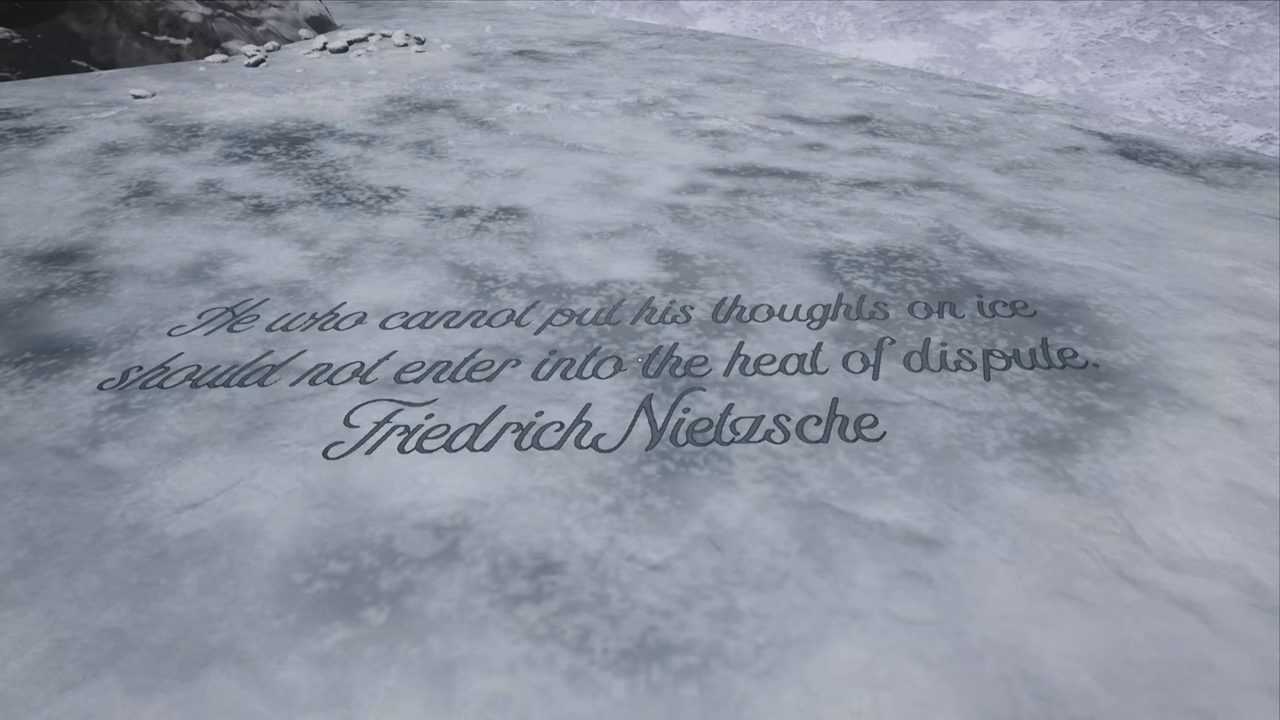 He who cannot put his thoughts on ice
should not enter into the heat of dispute.
Friedrich Nietzsche